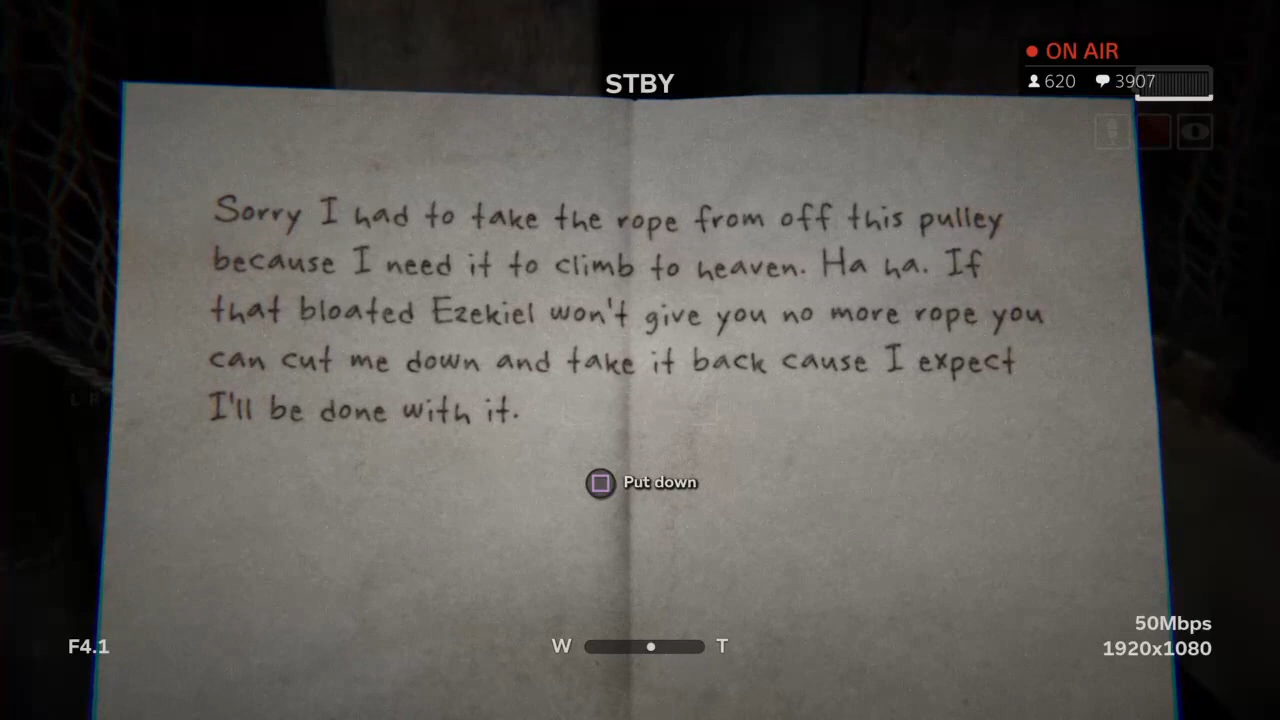 ON AIR
STBY
620 3907
Sorry I had to take the rope from off this pulley
because I need it to climb to heaven. Ha ha. If
that bloated Ezekiel won't give you no more rope you
can cut me down and take it back cause I expect
I'll be done with it.
Put down
50Mbps
F4.1 W T
1920x1080